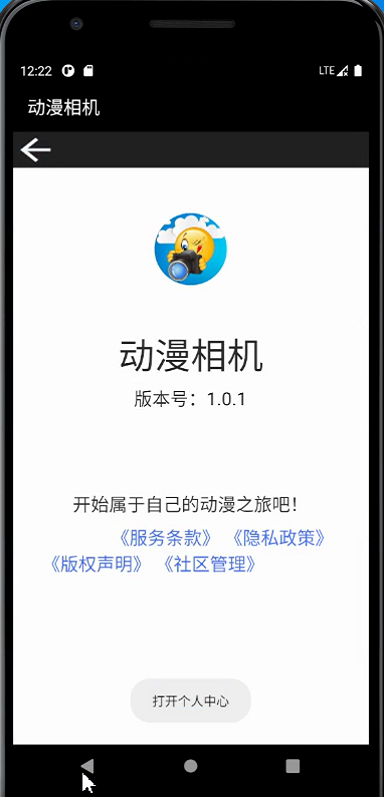 12:22 LTE
动漫相机
动漫相机
版本号：1.0.1
开始属于自己的动漫之旅吧！
《服务条款》 《隐私政策》
《版权声明》 《社区管理》
打开个人中心